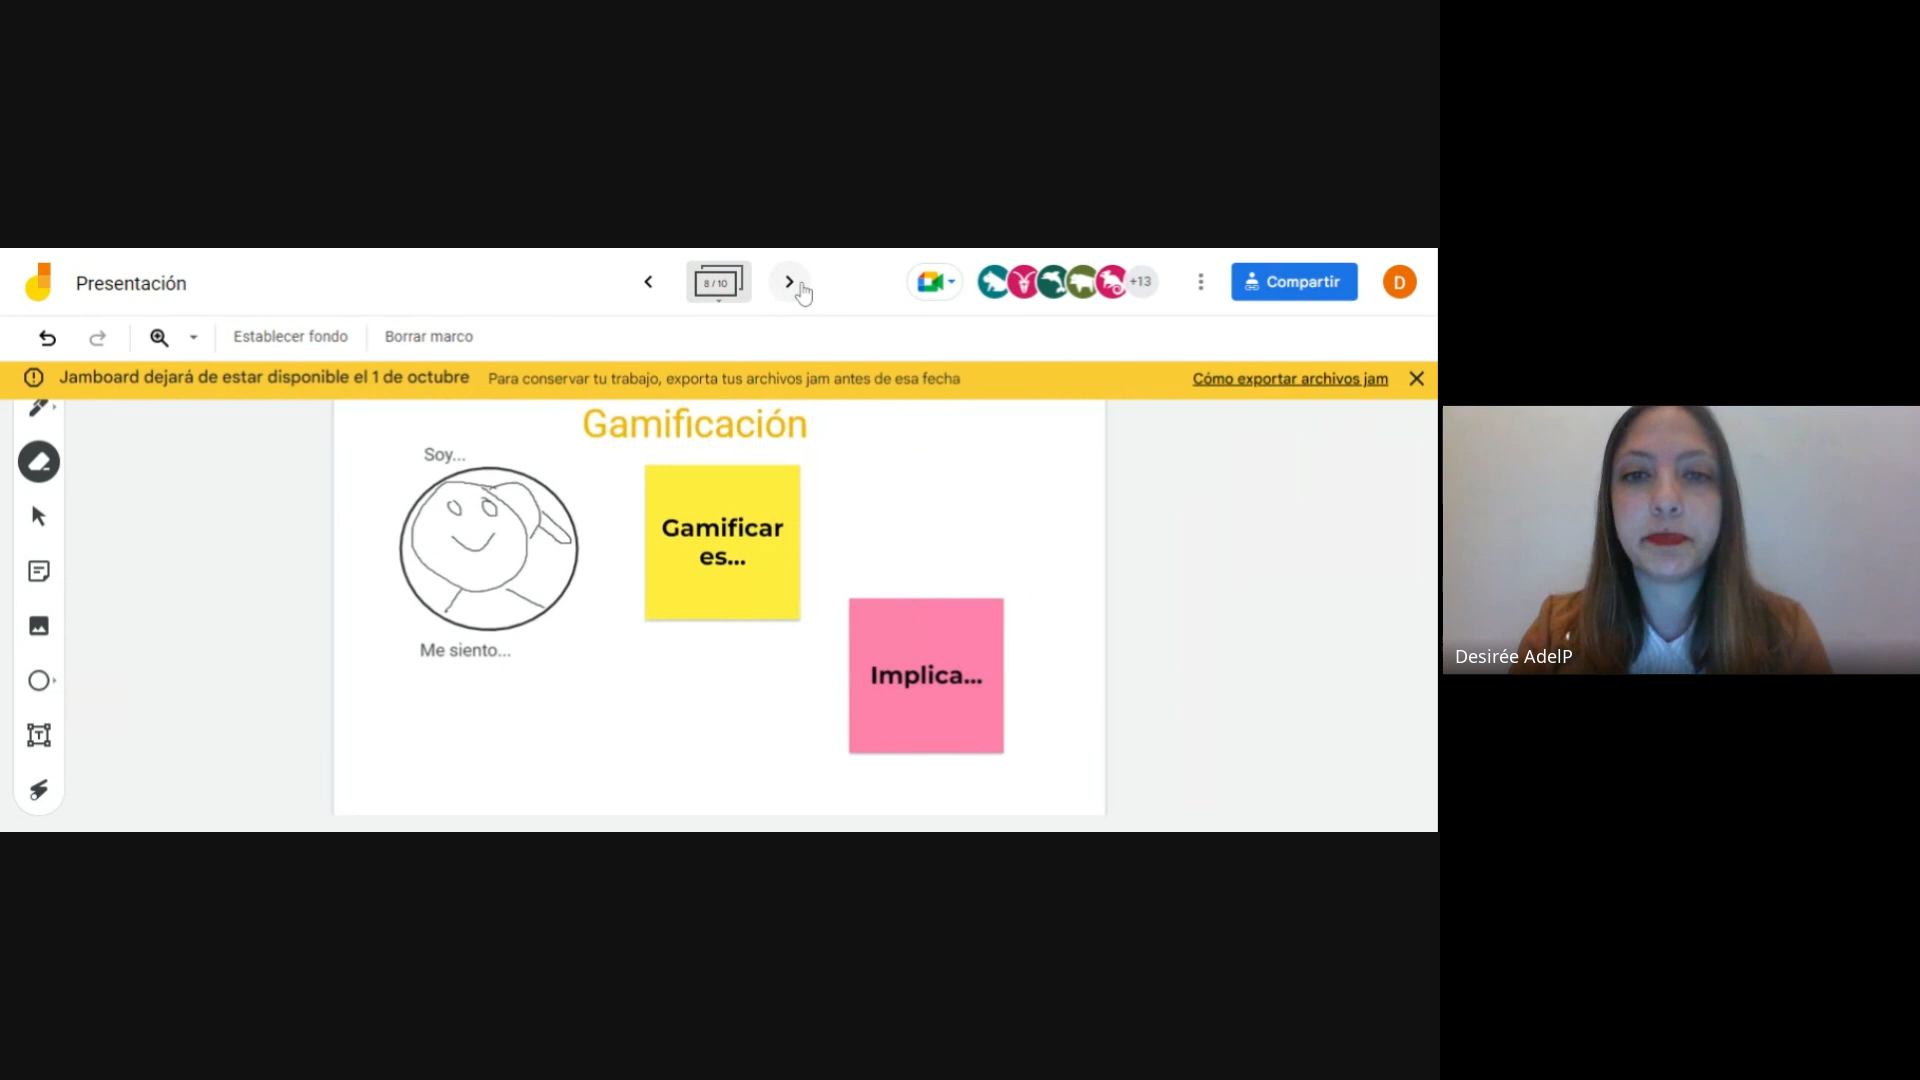 Presentación
8 / 10
+13
Compartir
D
Establecer fondo
Borrar marco
Jamboard dejará de estar disponible el 1 de octubre
Para conservar tu trabajo, exporta tus archivos jam antes de esa fecha
Cómo exportar archivos jam
Gamificación
Soy...
Gamificar
es...
Me siento...
Implica...
Desirée AdelP